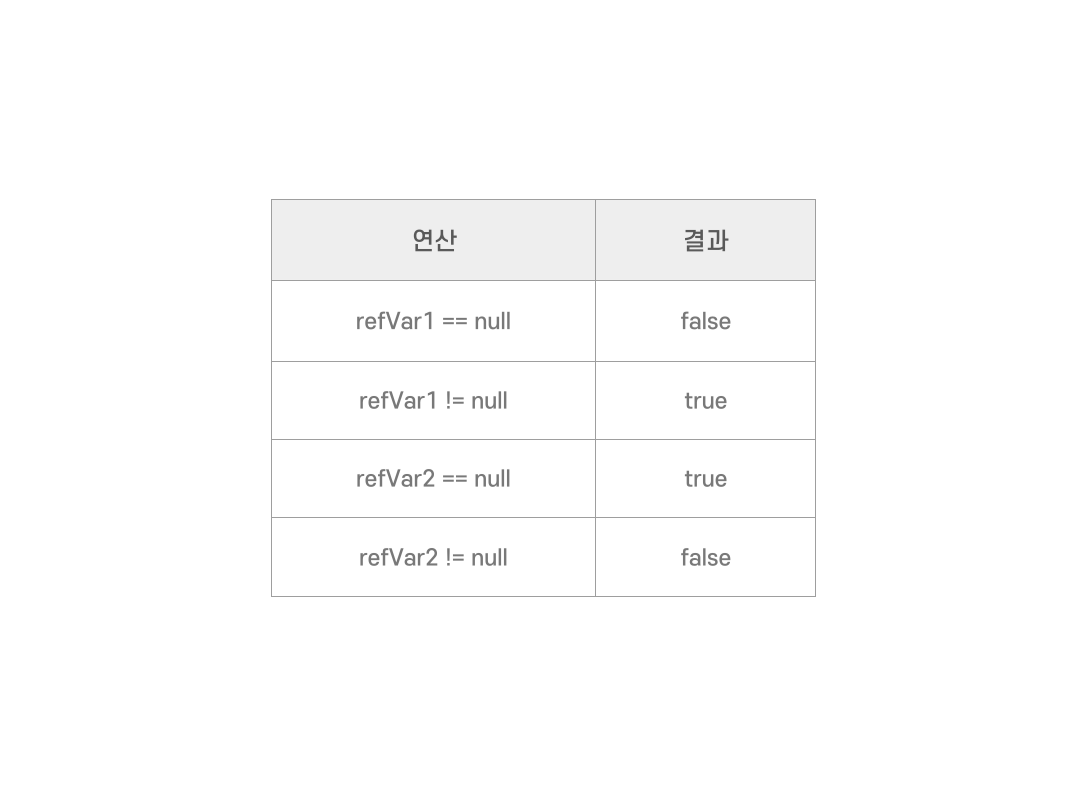 연산 결과
refVar1 == null false
refVar1 != null true
refVar2 == null true
refVar2 != null false